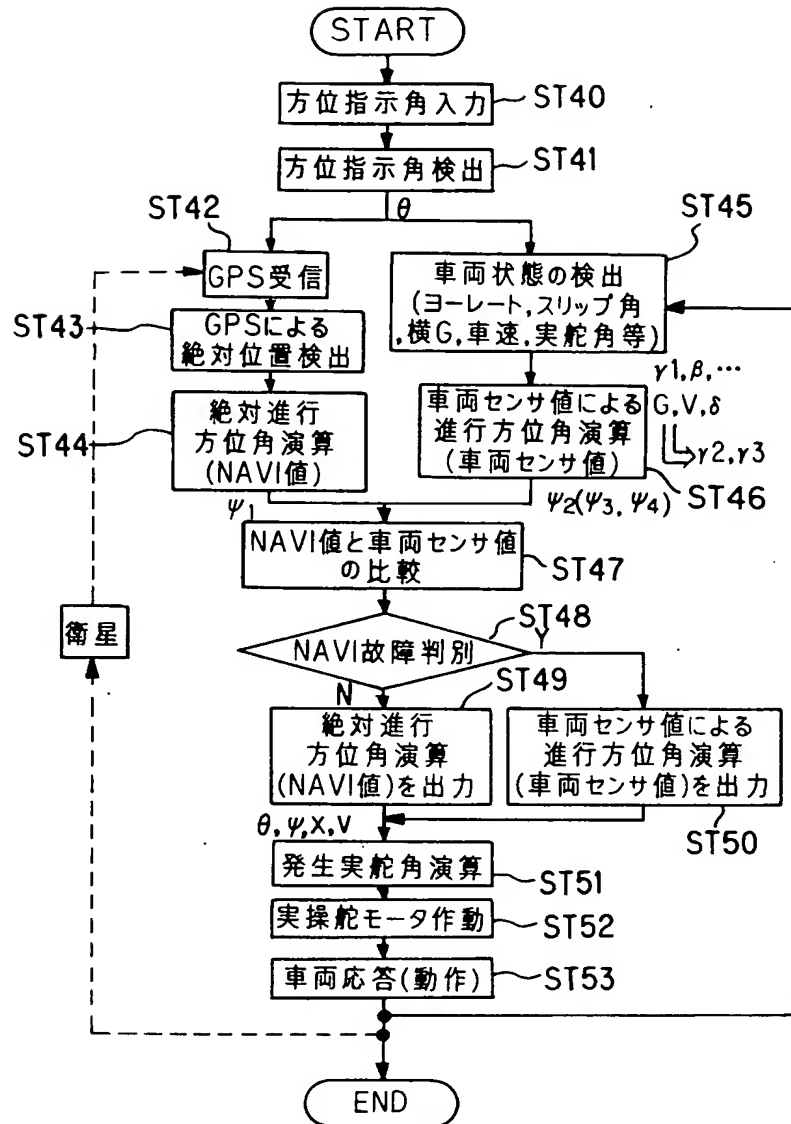 START
方位指示角入力
ST40
方位指示角検出
ST41
θ
ST42
GPS受信
ST43
GPSによる
絶対位置検出
ST44
絶対進行
方位角演算
(NAVI値)
ψ1
ST45
車両状態の検出
(ヨーレート,スリップ角
,横G,車速,実舵角等)
γ1,β,…
G,V,δ
γ2,γ3
車両センサ値による
進行方位角演算
(車両センサ値)
ST46
ψ2(ψ3,ψ4)
NAVI値と車両センサ値
の比較
ST47
衛星
NAVI故障判別
ST48
Y
N
ST49
絶対進行
方位角演算
(NAVI値)を出力
車両センサ値による
進行方位角演算
(車両センサ値)を出力
ST50
θ,ψ,X,V
発生実舵角演算
ST51
実操舵モータ作動
ST52
車両応答(動作)
ST53
END